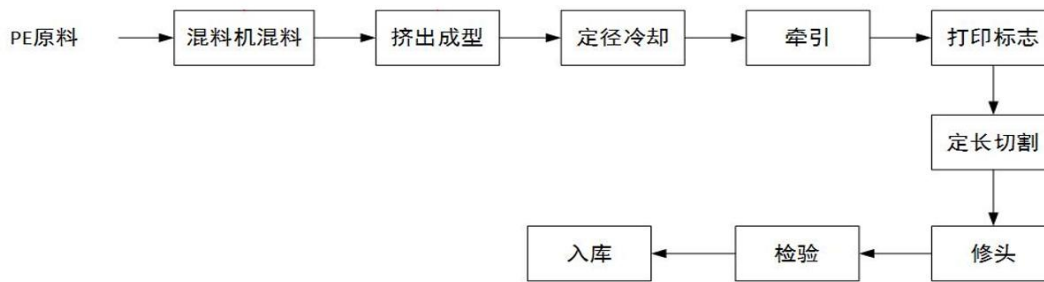 PE原料
混料机混料
挤出成型
定径冷却
牵引
打印标志
定长切割
修头
检验
入库